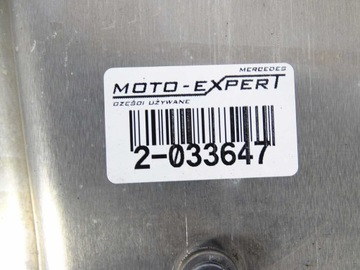 MERCEDES
MOTO-EXPERT
CZĘŚCI UŻYWANE
2-033647